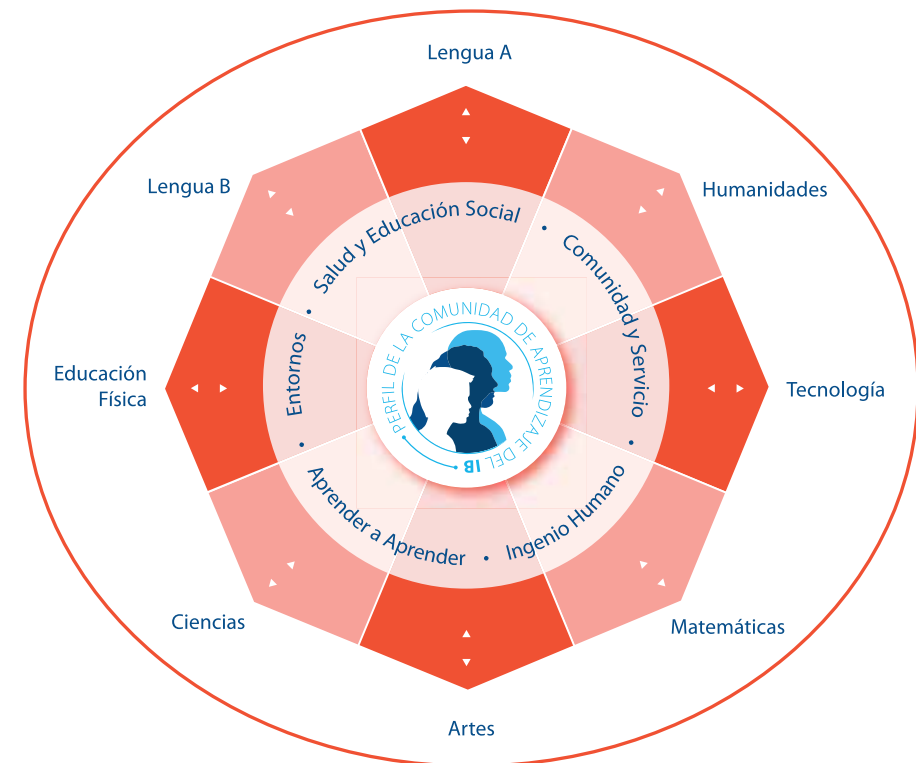 Lengua A
Lengua B
Humanidades
Salud y Educación Social
•
Comunidad y Servicio
•
Ingenio Humano
•
Aprender a Aprender
•
Entornos
•
PERFIL DE LA COMUNIDAD DE APRENDIZAJE DEL IB
Educación
Física
Tecnología
Ciencias
Matemáticas
Artes